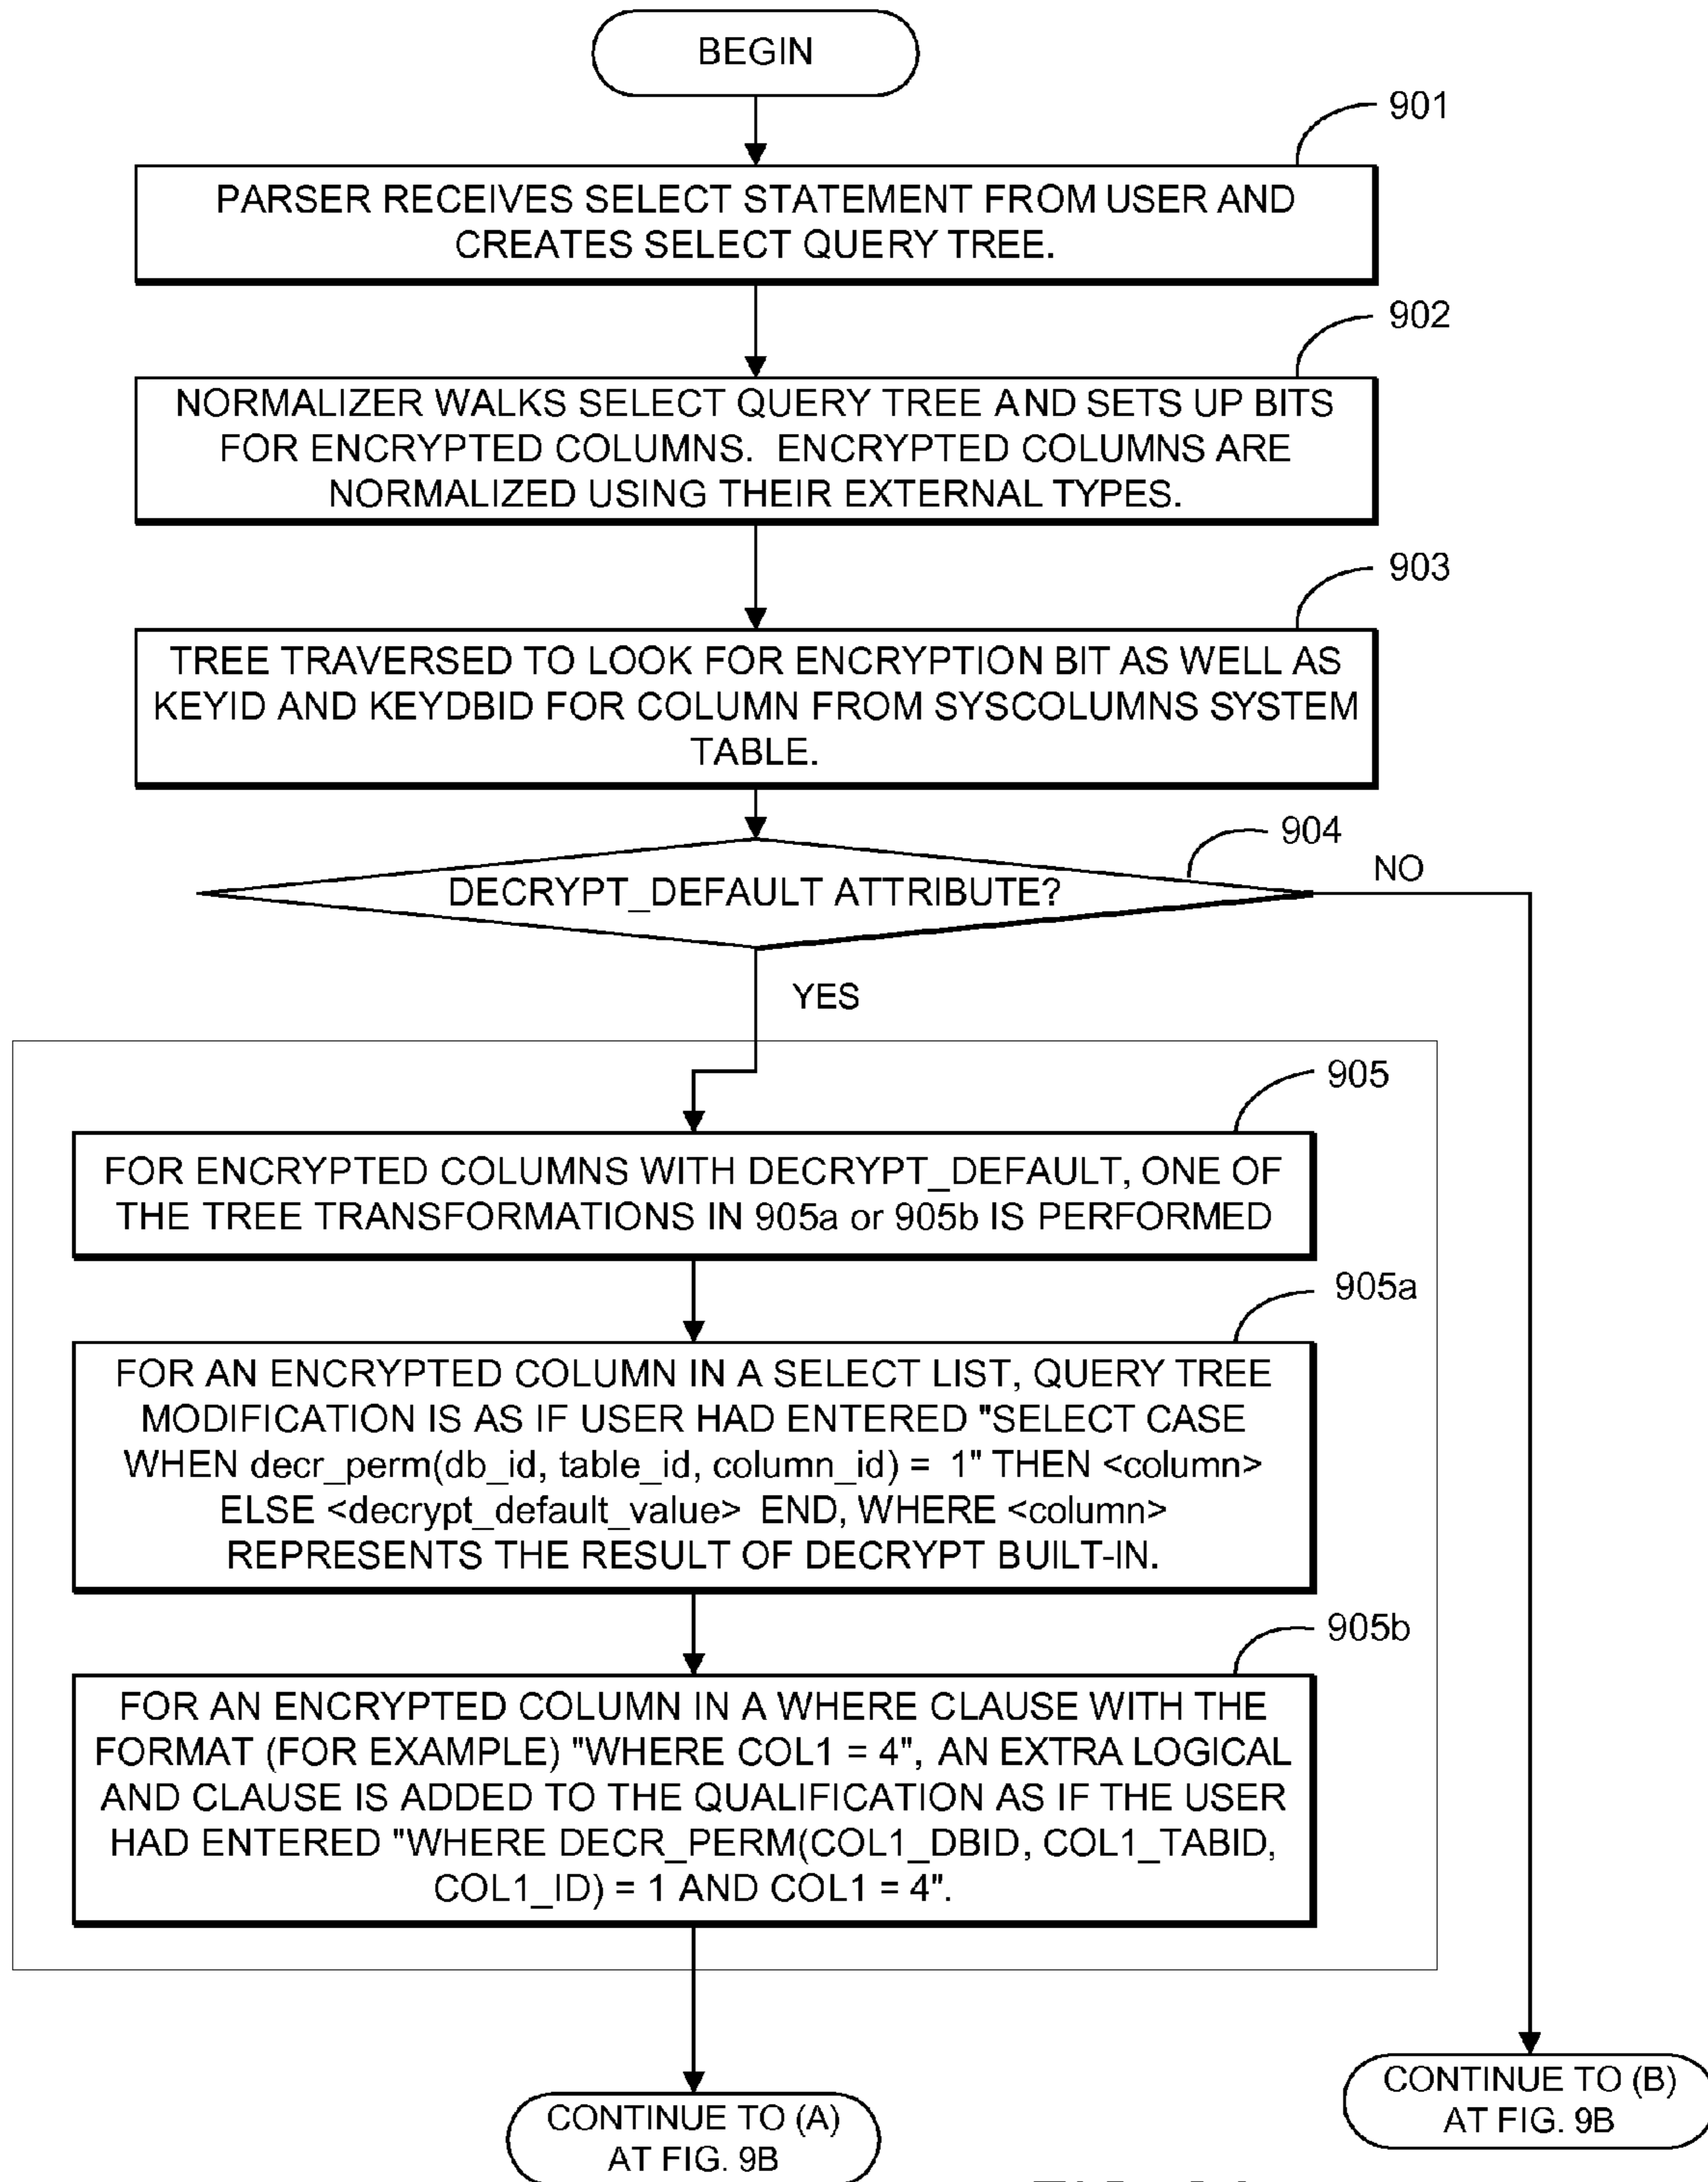 BEGIN
901
PARSER RECEIVES SELECT STATEMENT FROM USER AND
CREATES SELECT QUERY TREE.
902
NORMALIZER WALKS SELECT QUERY TREE AND SETS UP BITS
FOR ENCRYPTED COLUMNS. ENCRYPTED COLUMNS ARE
NORMALIZED USING THEIR EXTERNAL TYPES.
903
TREE TRAVERSED TO LOOK FOR ENCRYPTION BIT AS WELL AS
KEYID AND KEYDBID FOR COLUMN FROM SYSCOLUMNS SYSTEM
TABLE.
904
DECRYPT_DEFAULT ATTRIBUTE?
NO
YES
905
FOR ENCRYPTED COLUMNS WITH DECRYPT_DEFAULT, ONE OF
THE TREE TRANSFORMATIONS IN 905a or 905b IS PERFORMED
905a
FOR AN ENCRYPTED COLUMN IN A SELECT LIST, QUERY TREE
MODIFICATION IS AS IF USER HAD ENTERED "SELECT CASE
WHEN decr_perm(db_id, table_id, column_id) = 1" THEN <column>
ELSE <decrypt_default_value> END, WHERE <column>
REPRESENTS THE RESULT OF DECRYPT BUILT-IN.
905b
FOR AN ENCRYPTED COLUMN IN A WHERE CLAUSE WITH THE
FORMAT (FOR EXAMPLE) "WHERE COL1 = 4", AN EXTRA LOGICAL
AND CLAUSE IS ADDED TO THE QUALIFICATION AS IF THE USER
HAD ENTERED "WHERE DECR_PERM(COL1_DBID, COL1_TABID,
COL1_ID) = 1 AND COL1 = 4".
CONTINUE TO (A)
AT FIG. 9B
CONTINUE TO (B)
AT FIG. 9B